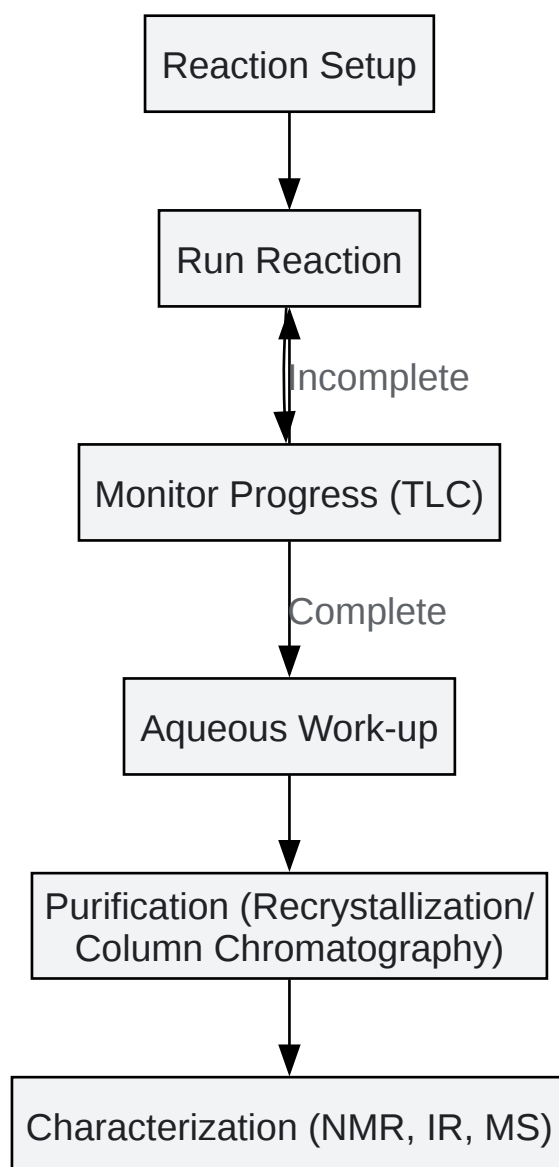 Reaction Setup
Run Reaction
Incomplete
Monitor Progress (TLC)
Complete
Aqueous Work-up
Purification (Recrystallization/
Column Chromatography)
Characterization (NMR, IR, MS)